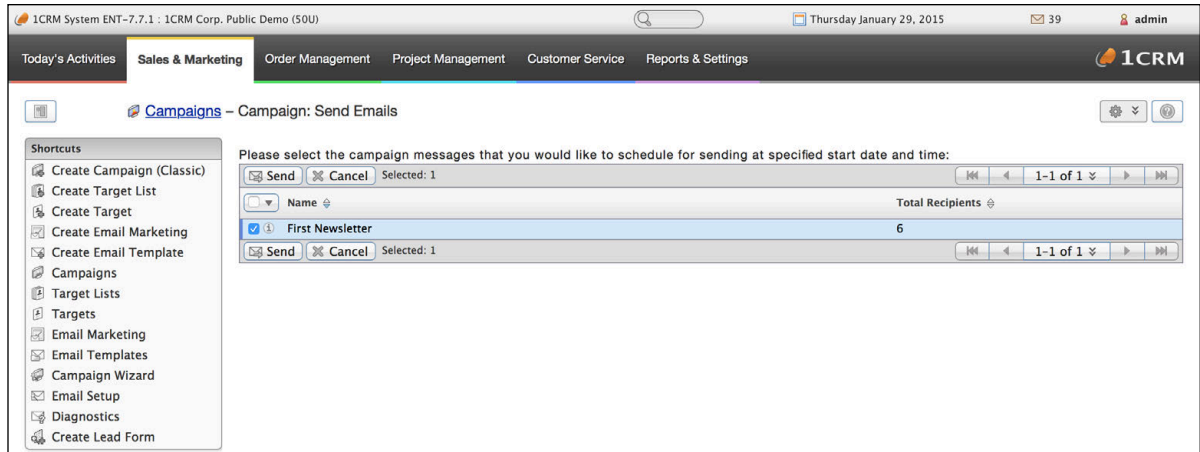 1CRM System ENT-7.7.1 : 1CRM Corp. Public Demo (50U) Thursday January 29, 2015 39 admin
Today's Activities Sales & Marketing Order Management Project Management Customer Service Reports & Settings 1CRM
Campaigns – Campaign: Send Emails
Shortcuts
Create Campaign (Classic)
Create Target List
Create Target
Create Email Marketing
Create Email Template
Campaigns
Target Lists
Targets
Email Marketing
Email Templates
Campaign Wizard
Email Setup
Diagnostics
Create Lead Form
Please select the campaign messages that you would like to schedule for sending at specified start date and time:
Send Cancel Selected: 1 1-1 of 1
Name Total Recipients
First Newsletter 6
Send Cancel Selected: 1 1-1 of 1